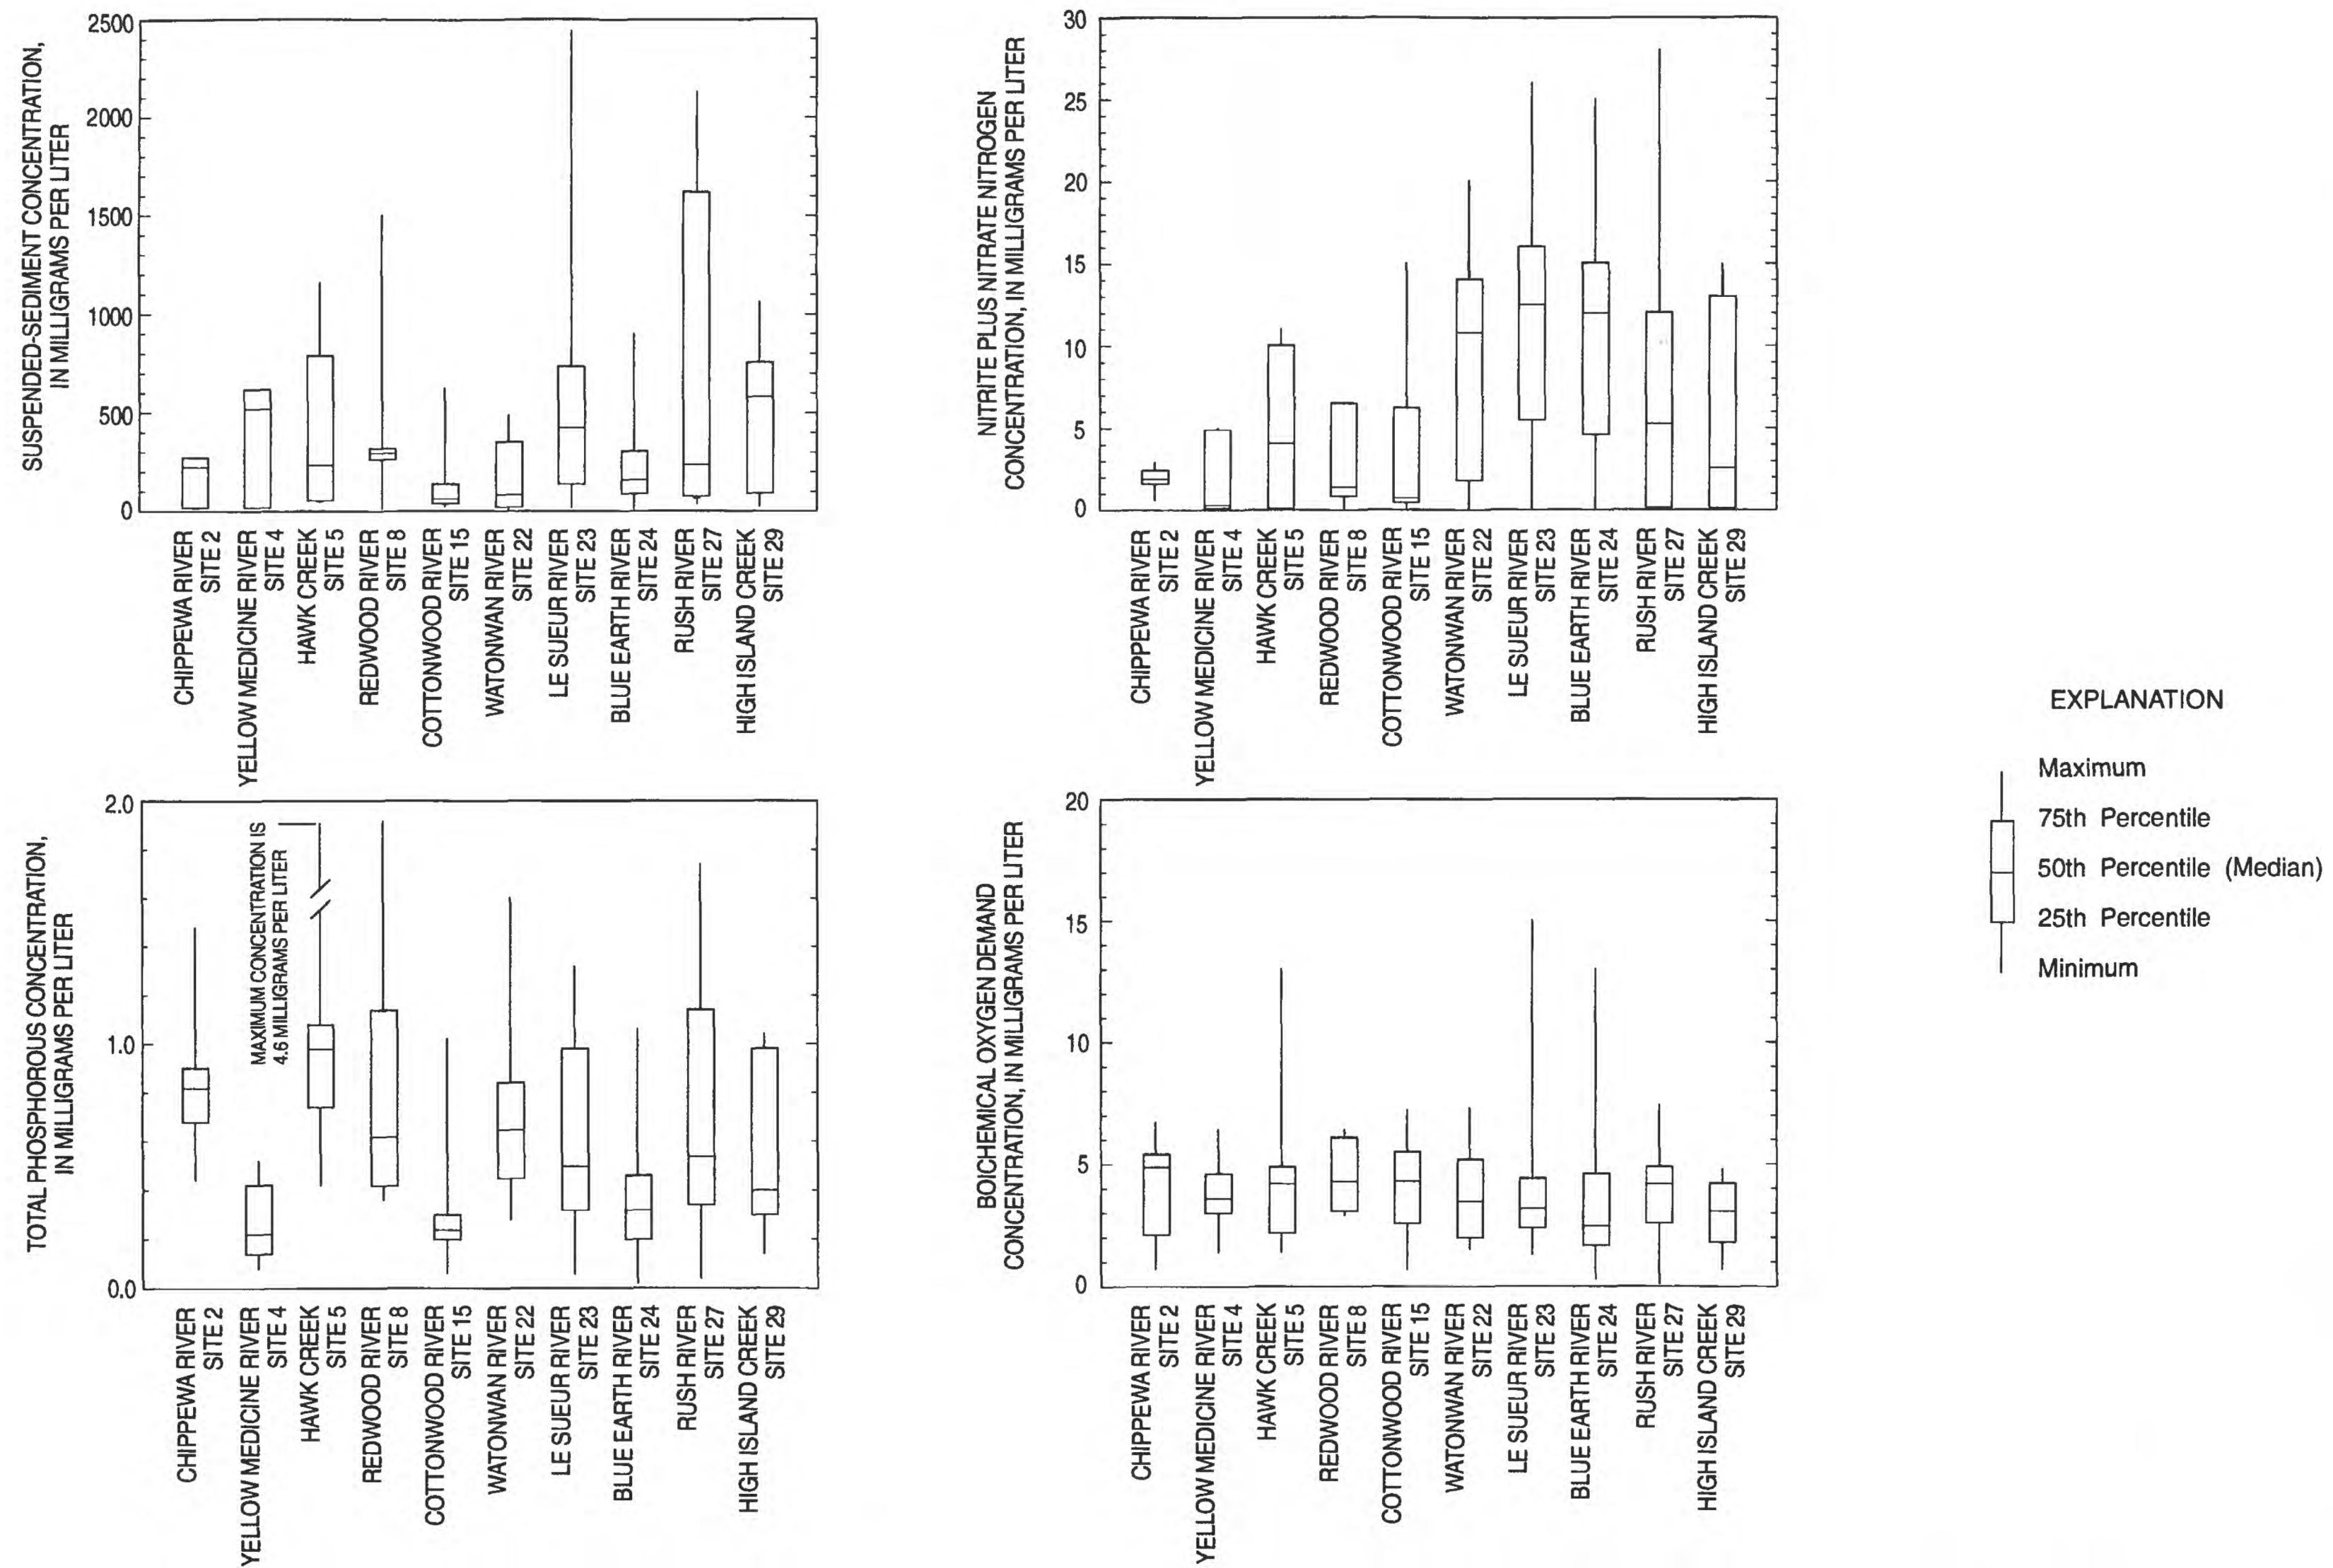 SUSPENDED-SEDIMENT CONCENTRATION,
IN MILLIGRAMS PER LITER
2500
2000
1500
1000
500
0
CHIPPEWA RIVER
SITE 2
YELLOW MEDICINE RIVER
SITE 4
HAWK CREEK
SITE 5
REDWOOD RIVER
SITE 8
COTTONWOOD RIVER
SITE 15
WATONWAN RIVER
SITE 22
LE SUEUR RIVER
SITE 23
BLUE EARTH RIVER
SITE 24
RUSH RIVER
SITE 27
HIGH ISLAND CREEK
SITE 29
NITRITE PLUS NITRATE NITROGEN
CONCENTRATION, IN MILLIGRAMS PER LITER
30
25
20
15
10
5
0
CHIPPEWA RIVER
SITE 2
YELLOW MEDICINE RIVER
SITE 4
HAWK CREEK
SITE 5
REDWOOD RIVER
SITE 8
COTTONWOOD RIVER
SITE 15
WATONWAN RIVER
SITE 22
LE SUEUR RIVER
SITE 23
BLUE EARTH RIVER
SITE 24
RUSH RIVER
SITE 27
HIGH ISLAND CREEK
SITE 29
TOTAL PHOSPHOROUS CONCENTRATION,
IN MILLIGRAMS PER LITER
2.0
1.0
0.0
MAXIMUM CONCENTRATION IS
4.6 MILLIGRAMS PER LITER
CHIPPEWA RIVER
SITE 2
YELLOW MEDICINE RIVER
SITE 4
HAWK CREEK
SITE 5
REDWOOD RIVER
SITE 8
COTTONWOOD RIVER
SITE 15
WATONWAN RIVER
SITE 22
LE SUEUR RIVER
SITE 23
BLUE EARTH RIVER
SITE 24
RUSH RIVER
SITE 27
HIGH ISLAND CREEK
SITE 29
BOICHEMICAL OXYGEN DEMAND
CONCENTRATION, IN MILLIGRAMS PER LITER
20
15
10
5
0
CHIPPEWA RIVER
SITE 2
YELLOW MEDICINE RIVER
SITE 4
HAWK CREEK
SITE 5
REDWOOD RIVER
SITE 8
COTTONWOOD RIVER
SITE 15
WATONWAN RIVER
SITE 22
LE SUEUR RIVER
SITE 23
BLUE EARTH RIVER
SITE 24
RUSH RIVER
SITE 27
HIGH ISLAND CREEK
SITE 29
EXPLANATION
Maximum
75th Percentile
50th Percentile (Median)
25th Percentile
Minimum